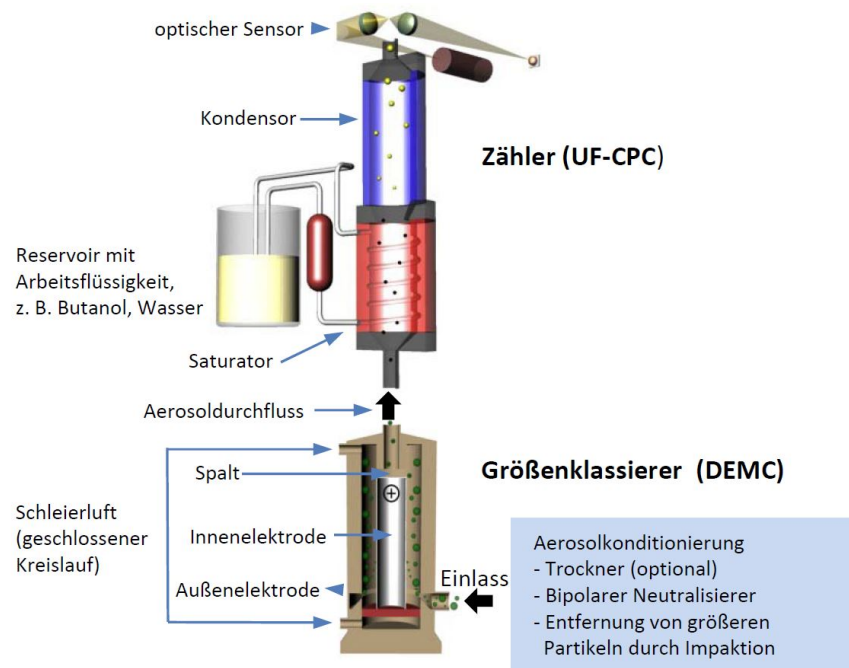 optischer Sensor
Kondensor
Zähler (UF-CPC)
Reservoir mit
Arbeitsflüssigkeit,
z. B. Butanol, Wasser
Saturator
Aerosoldurchfluss
Größenklassierer (DEMC)
Spalt
Schleierluft
(geschlossener
Kreislauf)
Innenelektrode
Außenelektrode
Einlass
Aerosolkonditionierung
- Trockner (optional)
- Bipolarer Neutralisierer
- Entfernung von größeren
Partikeln durch Impaktion